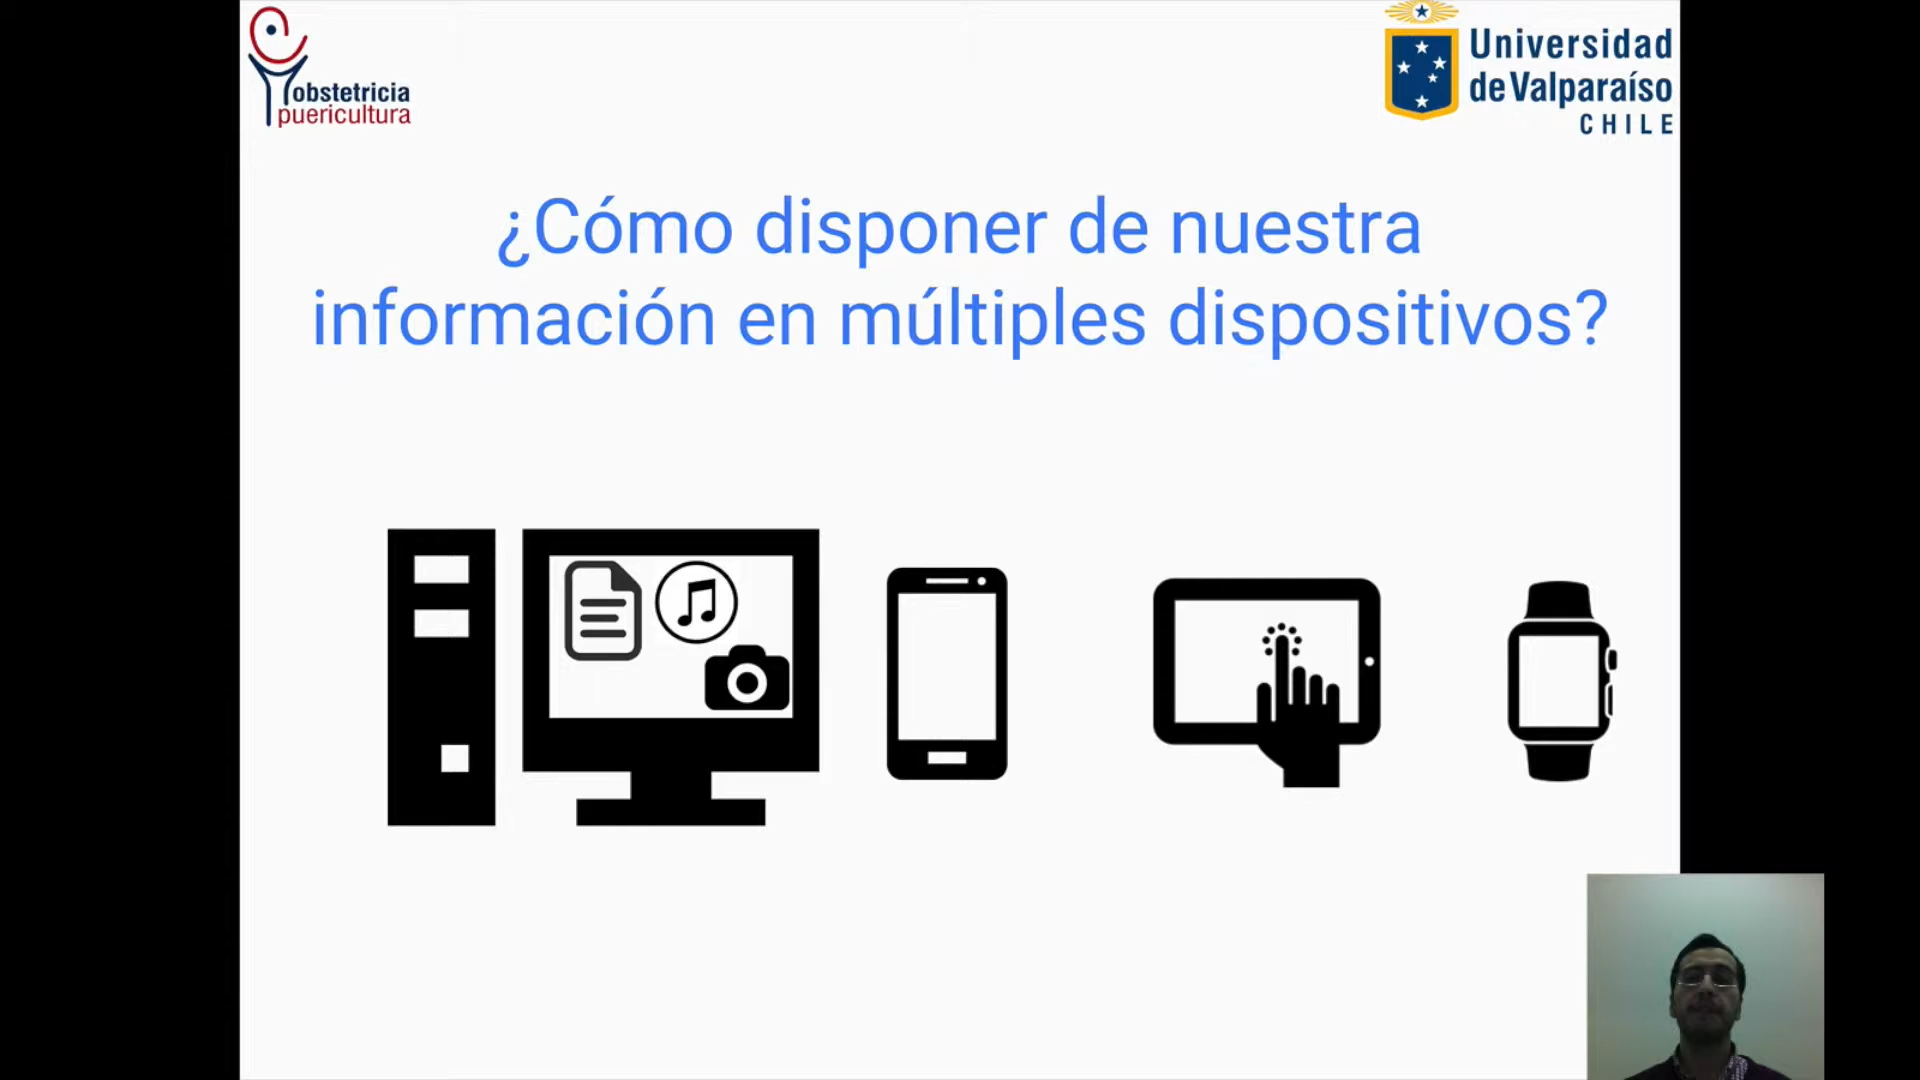 obstetricia
puericultura
Universidad
de Valparaíso
CHILE
¿Cómo disponer de nuestra
información en múltiples dispositivos?